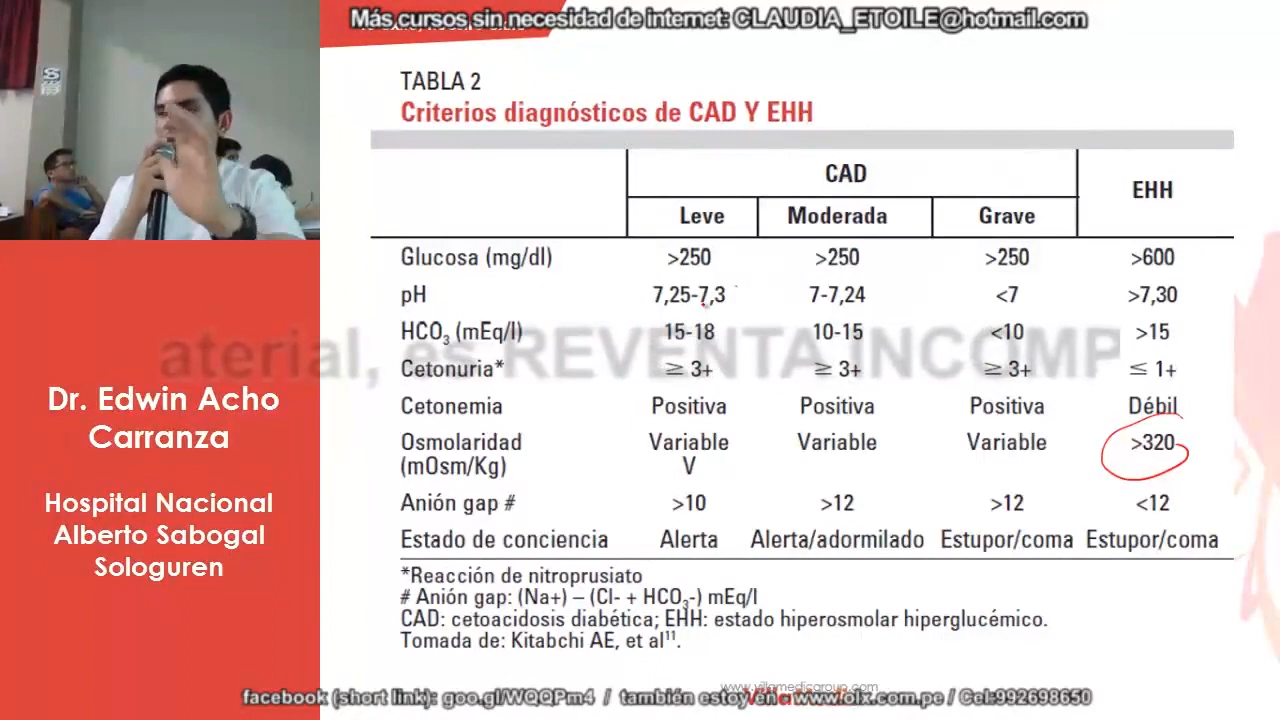 Más cursos sin necesidad de internet: CLAUDIA_ETOILE@hotmail.com
TABLA 2
Criterios diagnósticos de CAD Y EHH
CAD
EHH
Leve Moderada Grave
Glucosa (mg/dl) >250 >250 >250 >600
pH 7,25-7,3 7-7,24 <7 >7,30
HCO3 (mEq/l) 15-18 10-15 <10 >15
aterial, es REVENTA INCOMP
Cetonuria* ≥ 3+ ≥ 3+ ≥ 3+ ≤ 1+
Cetonemia Positiva Positiva Positiva Débil
Osmolaridad Variable Variable Variable >320
(mOsm/Kg) V
Anión gap # >10 >12 >12 <12
Estado de conciencia Alerta Alerta/adormilado Estupor/coma Estupor/coma
*Reacción de nitroprusiato
# Anión gap: (Na+) – (Cl- + HCO3-) mEq/l
CAD: cetoacidosis diabética; EHH: estado hiperosmolar hiperglucémico.
Tomada de: Kitabchi AE, et al11.
Dr. Edwin Acho
Carranza
Hospital Nacional
Alberto Sabogal
Sologuren
www.villamedicgroup.com
facebook (short link): goo.gl/WQQPm4 / también estoy en www.olx.com.pe / Cel:992698650